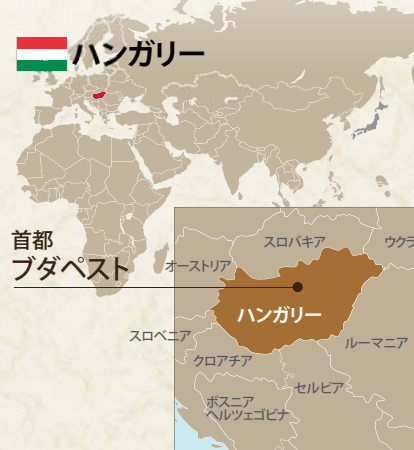 ハンガリー
首都
ブダペスト
スロバキア
ウクラ
オーストリア
ハンガリー
スロベニア
ルーマニア
クロアチア
セルビア
ボスニア
ヘルツェゴビナ